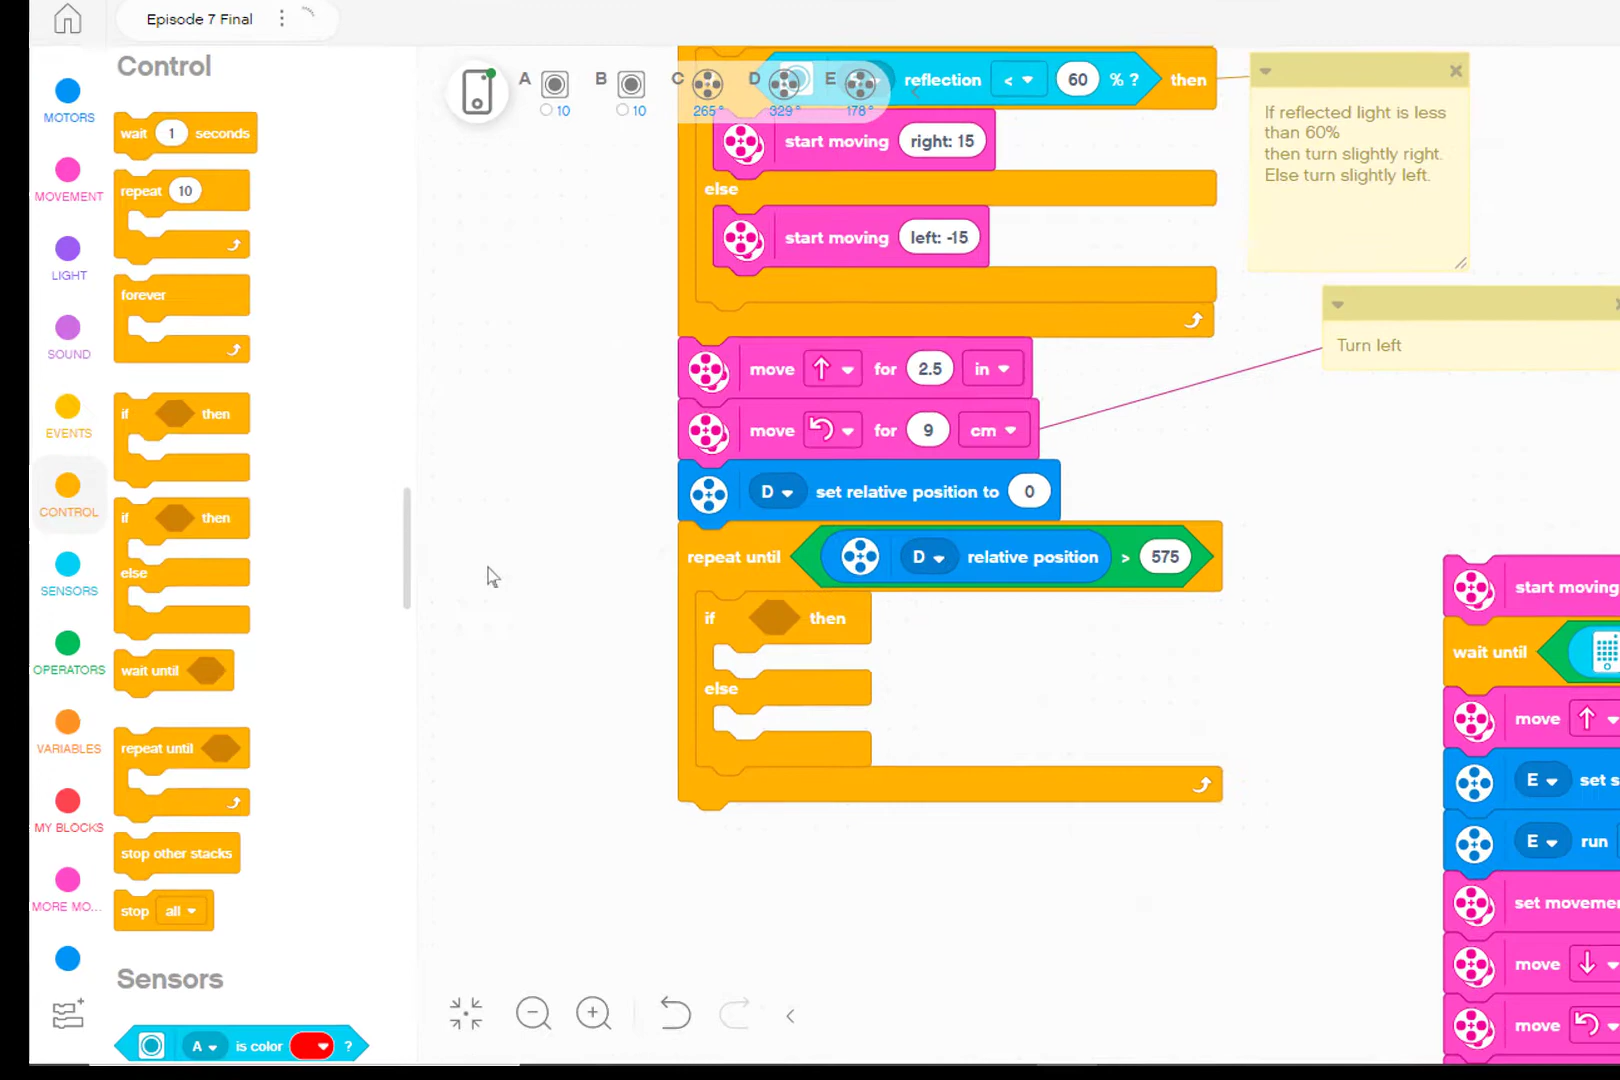 Episode 7 Final
Control
MOTORS
MOVEMENT
LIGHT
SOUND
EVENTS
CONTROL
SENSORS
OPERATORS
VARIABLES
MY BLOCKS
MORE MO...
wait 1 seconds
repeat 10
forever
if then
if then
else
wait until
repeat until
stop other stacks
stop all
Sensors
A is color ?
A B C D E
10 10 265° 329° 178°
reflection < 60 % ? then
start moving right: 15
else
start moving left: -15
move for 2.5 in
move for 9 cm
D set relative position to 0
repeat until D relative position > 575
if then
else
If reflected light is less
than 60%
then turn slightly right.
Else turn slightly left.
Turn left
start moving
wait until
move
E set s
E run
set moveme
move
move